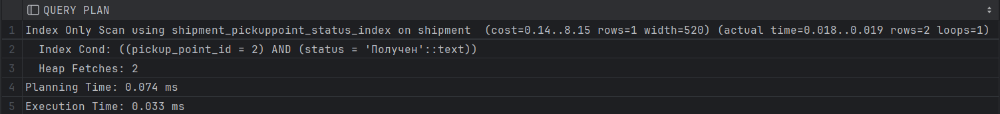 QUERY PLAN
1 Index Only Scan using shipment_pickuppoint_status_index on shipment  (cost=0.14..8.15 rows=1 width=520) (actual time=0.018..0.019 rows=2 loops=1)
2   Index Cond: ((pickup_point_id = 2) AND (status = 'Получен'::text))
3   Heap Fetches: 2
4 Planning Time: 0.074 ms
5 Execution Time: 0.033 ms